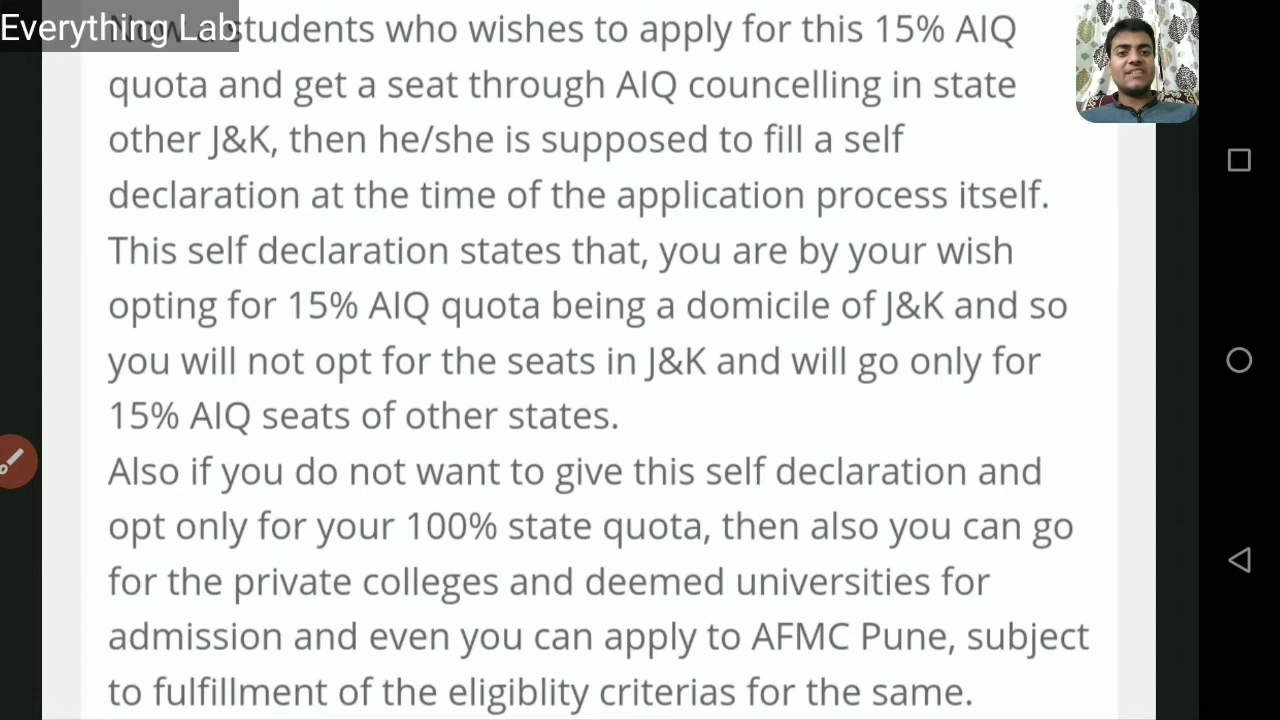 Everything Lab
students who wishes to apply for this 15% AIQ
quota and get a seat through AIQ councelling in state
other J&K, then he/she is supposed to fill a self
declaration at the time of the application process itself.
This self declaration states that, you are by your wish
opting for 15% AIQ quota being a domicile of J&K and so
you will not opt for the seats in J&K and will go only for
15% AIQ seats of other states.
Also if you do not want to give this self declaration and
opt only for your 100% state quota, then also you can go
for the private colleges and deemed universities for
admission and even you can apply to AFMC Pune, subject
to fulfillment of the eligiblity criterias for the same.